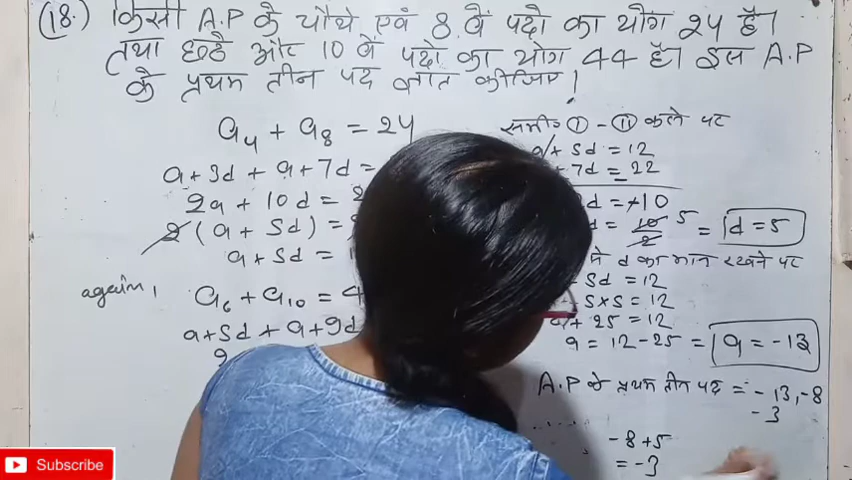 (18.) किसी A.P के चौथे एवं 8 वें पदो का योग 24 है।
तथा छठे और 10 वें पदो का योग 44 है। इस A.P
के प्रथम तीन पद ज्ञात कीजिए।
a₄ + a₈ = 24
a + 3d + a + 7d =
2a + 10d =
2 ( a + 5d ) =
a + 5d =
again,
a₆ + a₁₀ = 4
a + 5d + a + 9d
समी० ① - ⑪ करने पर
a + 5d = 12
+ 7d = 22
d = +10
d = 10/2 5 = d = 5
में d का मान रखने पर
5d = 12
5×5 = 12
a + 25 = 12
a = 12 - 25 = a = -13
A.P के प्रथम तीन पद = -13, -8
-3
-8 + 5
= -3
Subscribe